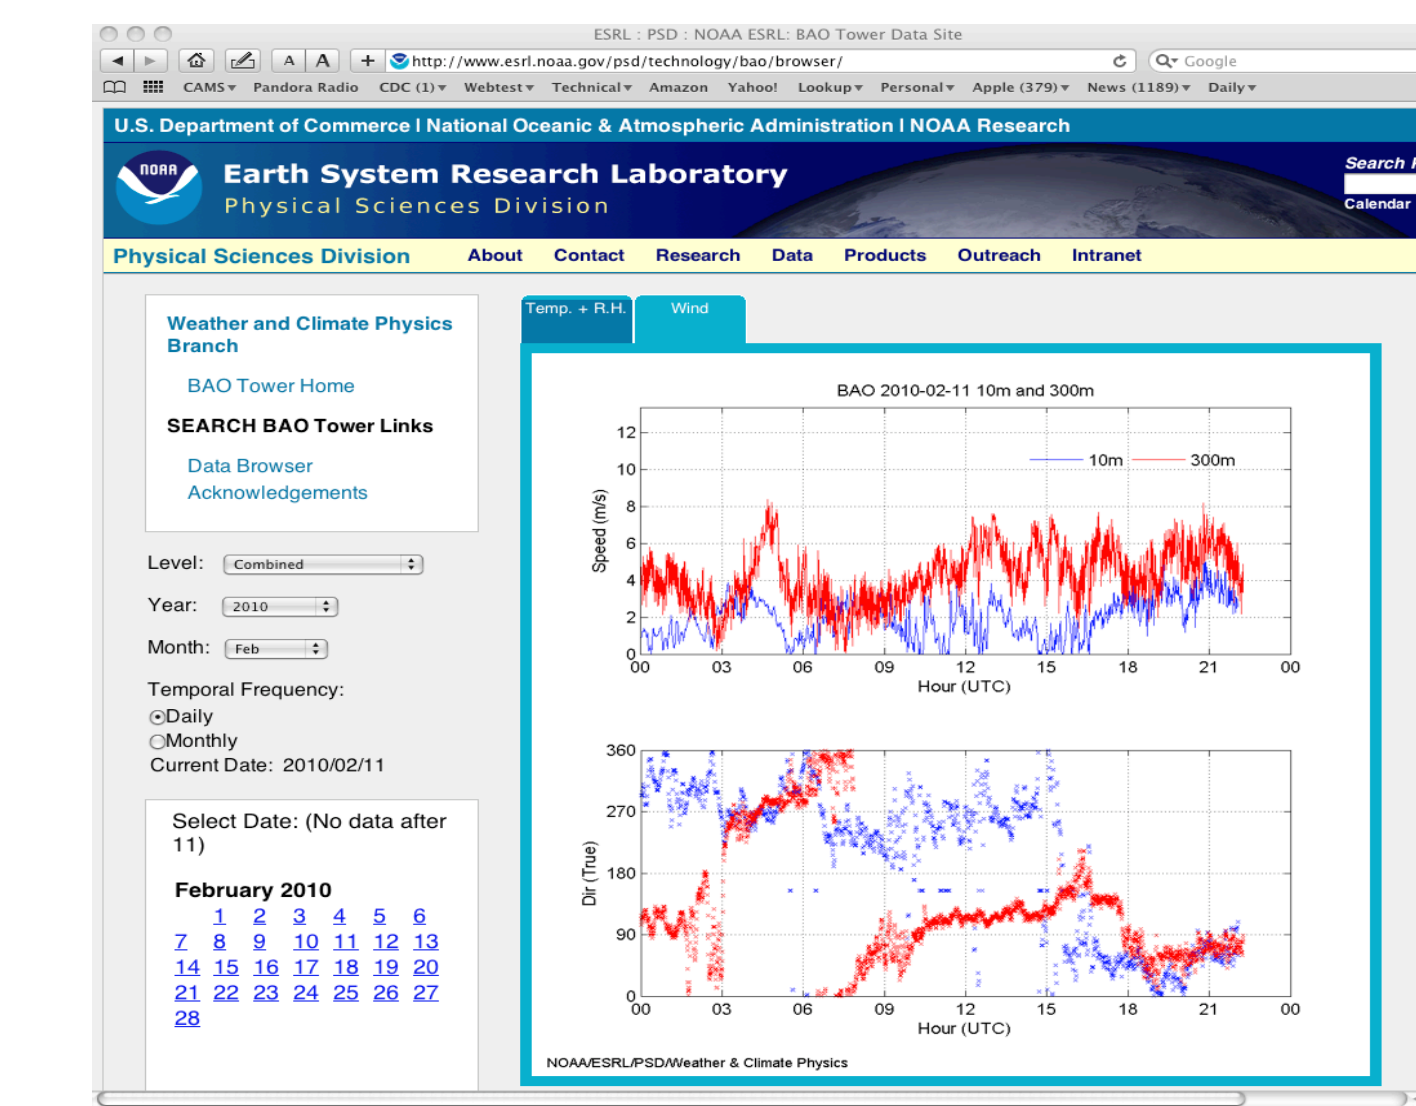 ESRL : PSD : NOAA ESRL: BAO Tower Data Site
A A + http://www.esrl.noaa.gov/psd/technology/bao/browser/ Google
CAMS Pandora Radio CDC (1) Webtest Technical Amazon Yahoo! Lookup Personal Apple (379) News (1189) Daily
U.S. Department of Commerce | National Oceanic & Atmospheric Administration | NOAA Research
NOAA
Earth System Research Laboratory
Physical Sciences Division
Search
Calendar
Physical Sciences Division About Contact Research Data Products Outreach Intranet
Weather and Climate Physics
Branch
BAO Tower Home
SEARCH BAO Tower Links
Data Browser
Acknowledgements
Level: Combined
Year: 2010
Month: Feb
Temporal Frequency:
Daily
Monthly
Current Date: 2010/02/11
Select Date: (No data after
11)
February 2010
1 2 3 4 5 6
7 8 9 10 11 12 13
14 15 16 17 18 19 20
21 22 23 24 25 26 27
28
Temp. + R.H. Wind
BAO 2010-02-11 10m and 300m
Speed (m/s)
12
10
8
6
4
2
0
10m 300m
00 03 06 09 12 15 18 21 00
Hour (UTC)
Dir (True)
360
270
180
90
0
00 03 06 09 12 15 18 21 00
Hour (UTC)
NOAA/ESRL/PSD/Weather & Climate Physics